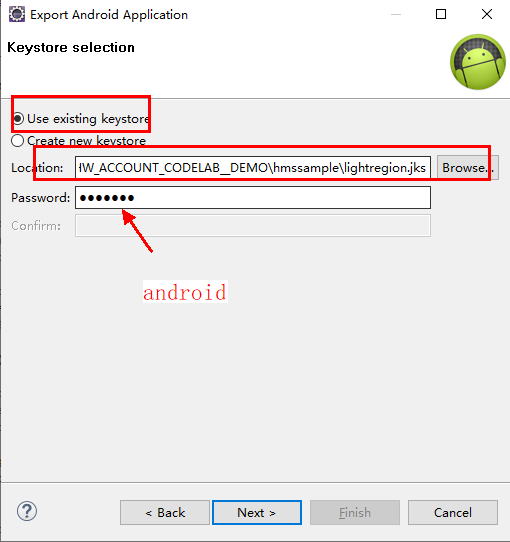 Export Android Application
Keystore selection
Use existing keystore
Create new keystore
Location: HW_ACCOUNT_CODELAB__DEMO\hmssample\lightregion.jks Browse...
Password: ●●●●●●●
Confirm:
android
? < Back Next > Finish Cancel